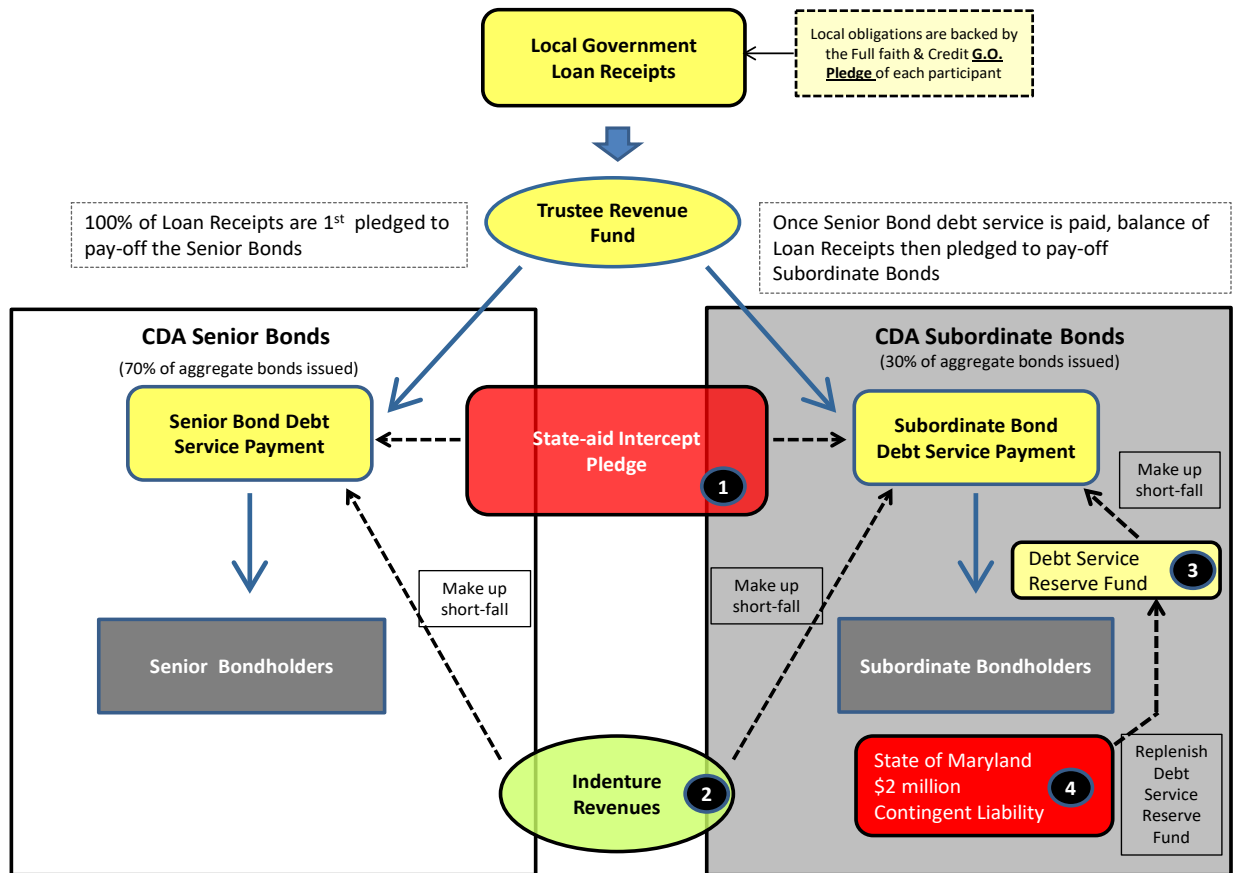 Local Government
Loan Receipts
Local obligations are backed by
the Full faith & Credit G.O.
Pledge of each participant
100% of Loan Receipts are 1st pledged to
pay-off the Senior Bonds
Trustee Revenue
Fund
Once Senior Bond debt service is paid, balance of
Loan Receipts then pledged to pay-off
Subordinate Bonds
CDA Senior Bonds
(70% of aggregate bonds issued)
Senior Bond Debt
Service Payment
State-aid Intercept
Pledge
1
CDA Subordinate Bonds
(30% of aggregate bonds issued)
Subordinate Bond
Debt Service Payment
Make up
short-fall
Debt Service
Reserve Fund
3
Make up
short-fall
Make up
short-fall
Senior Bondholders
Subordinate Bondholders
Indenture
Revenues
2
State of Maryland
$2 million
Contingent Liability
4
Replenish
Debt
Service
Reserve
Fund